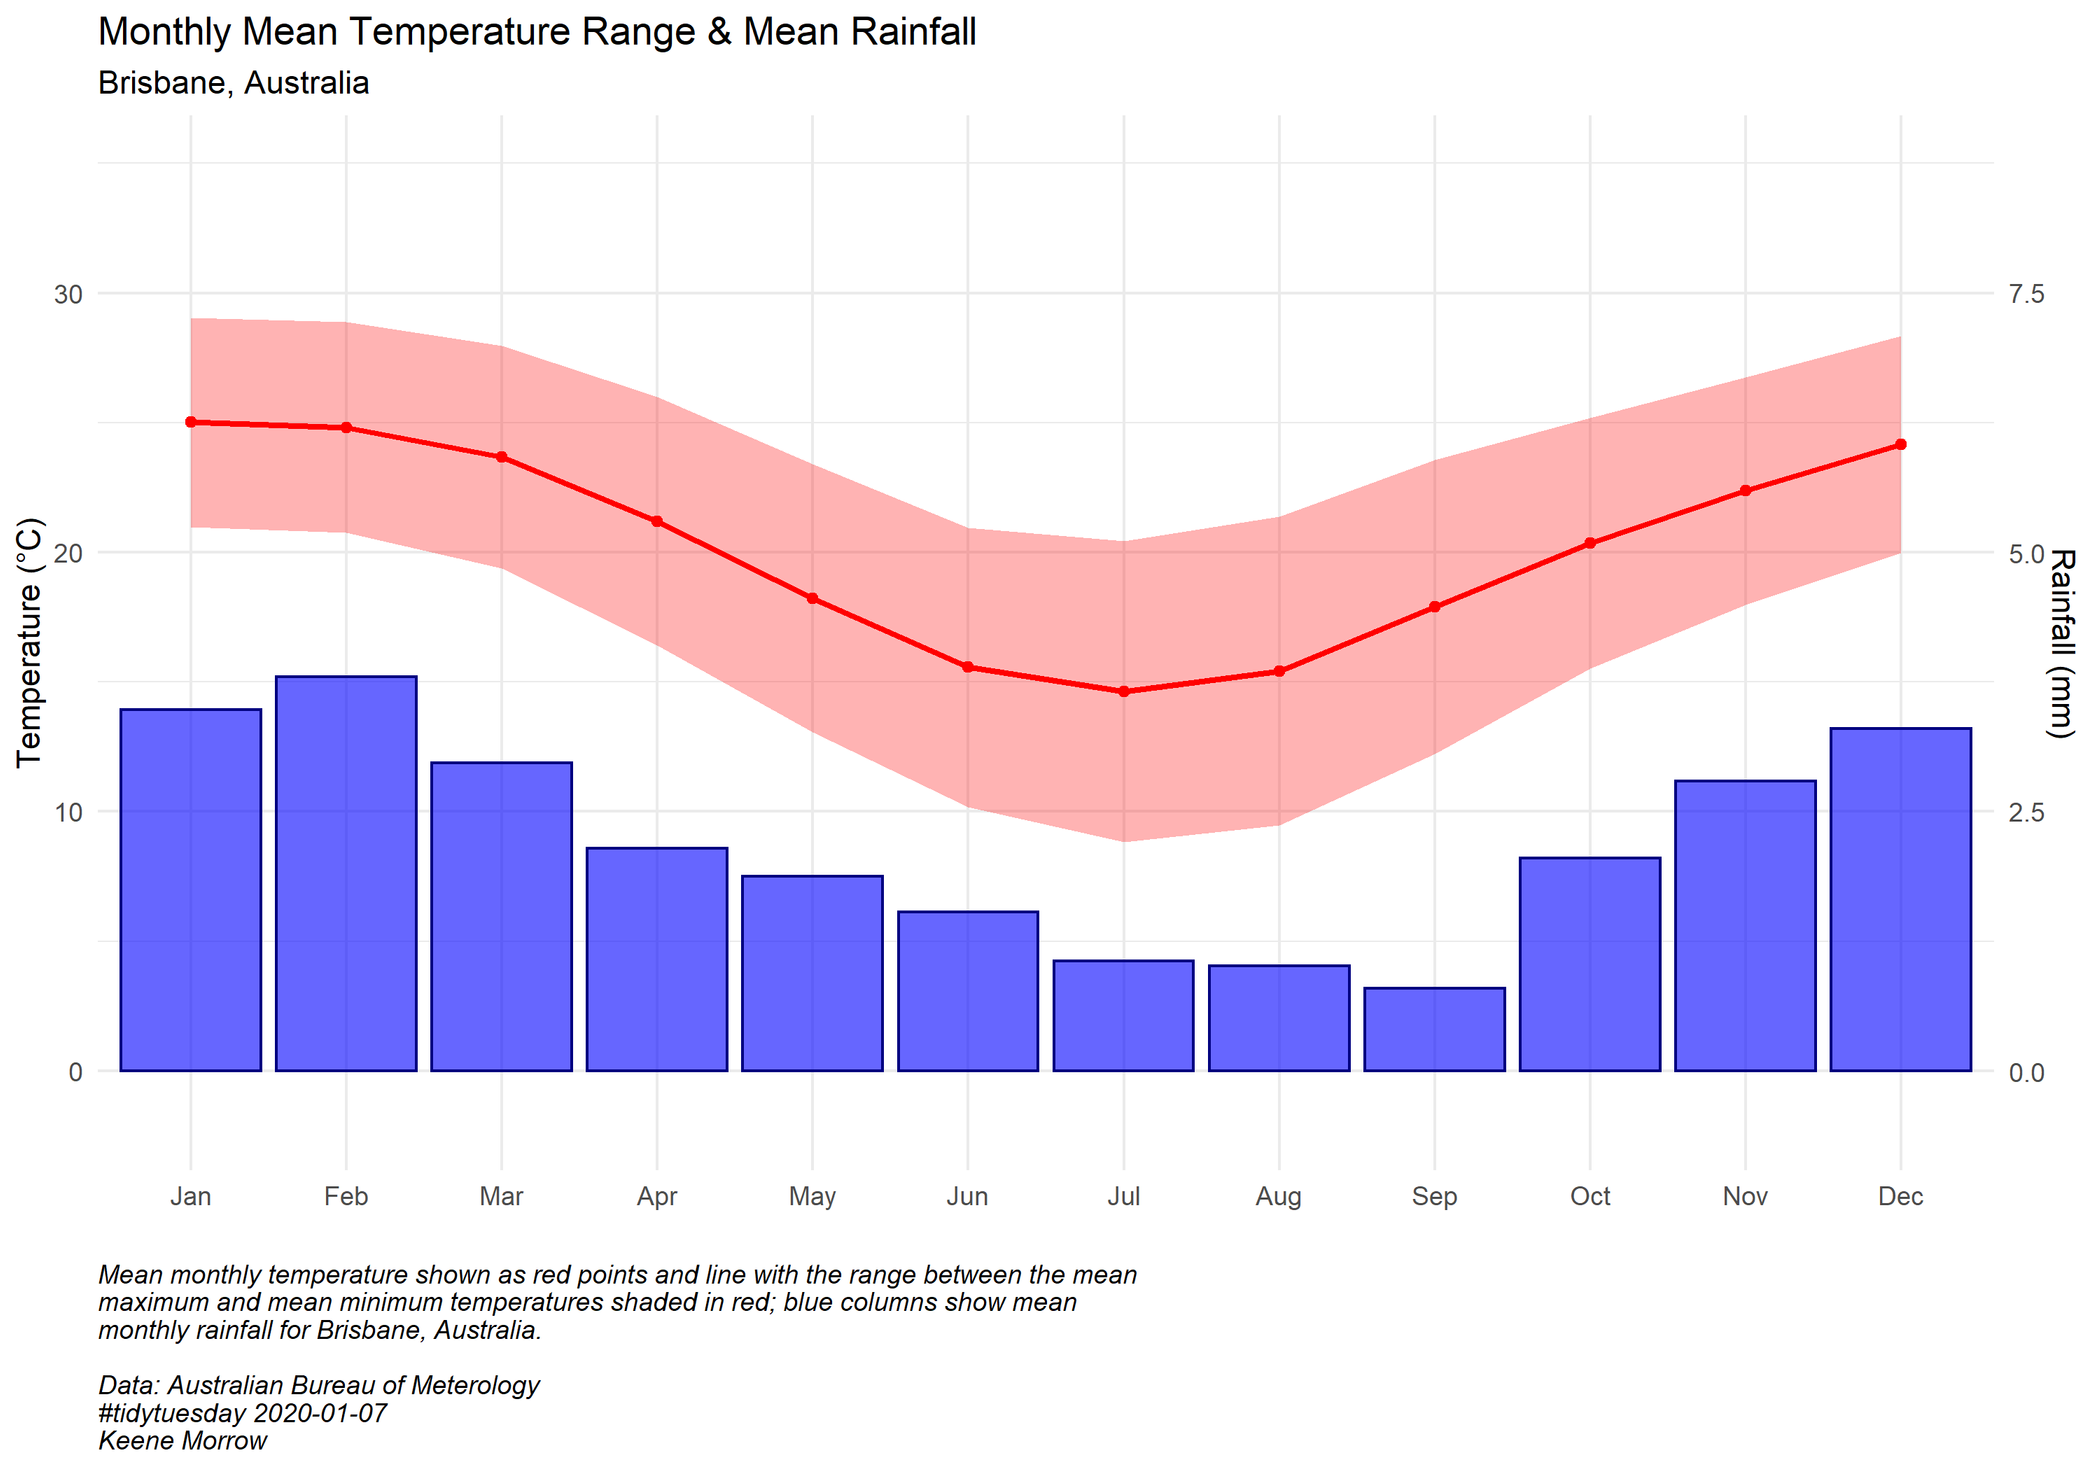 Monthly Mean Temperature Range & Mean Rainfall
Brisbane, Australia
30
20
10
0
Temperature (°C)
7.5
5.0
2.5
0.0
Rainfall (mm)
Jan Feb Mar Apr May Jun Jul Aug Sep Oct Nov Dec
Mean monthly temperature shown as red points and line with the range between the mean
maximum and mean minimum temperatures shaded in red; blue columns show mean
monthly rainfall for Brisbane, Australia.
Data: Australian Bureau of Meterology
#tidytuesday 2020-01-07
Keene Morrow